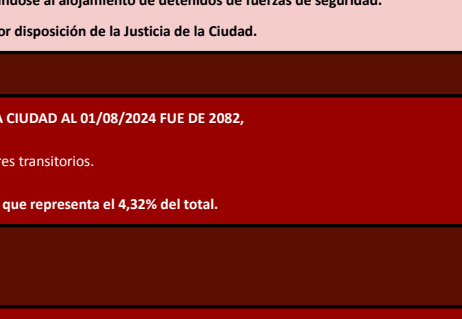 ndose al alojamiento de detenidos de fuerzas de seguridad.
or disposición de la Justicia de la Ciudad.
A CIUDAD AL 01/08/2024 FUE DE 2082,
res transitorios.
que representa el 4,32% del total.